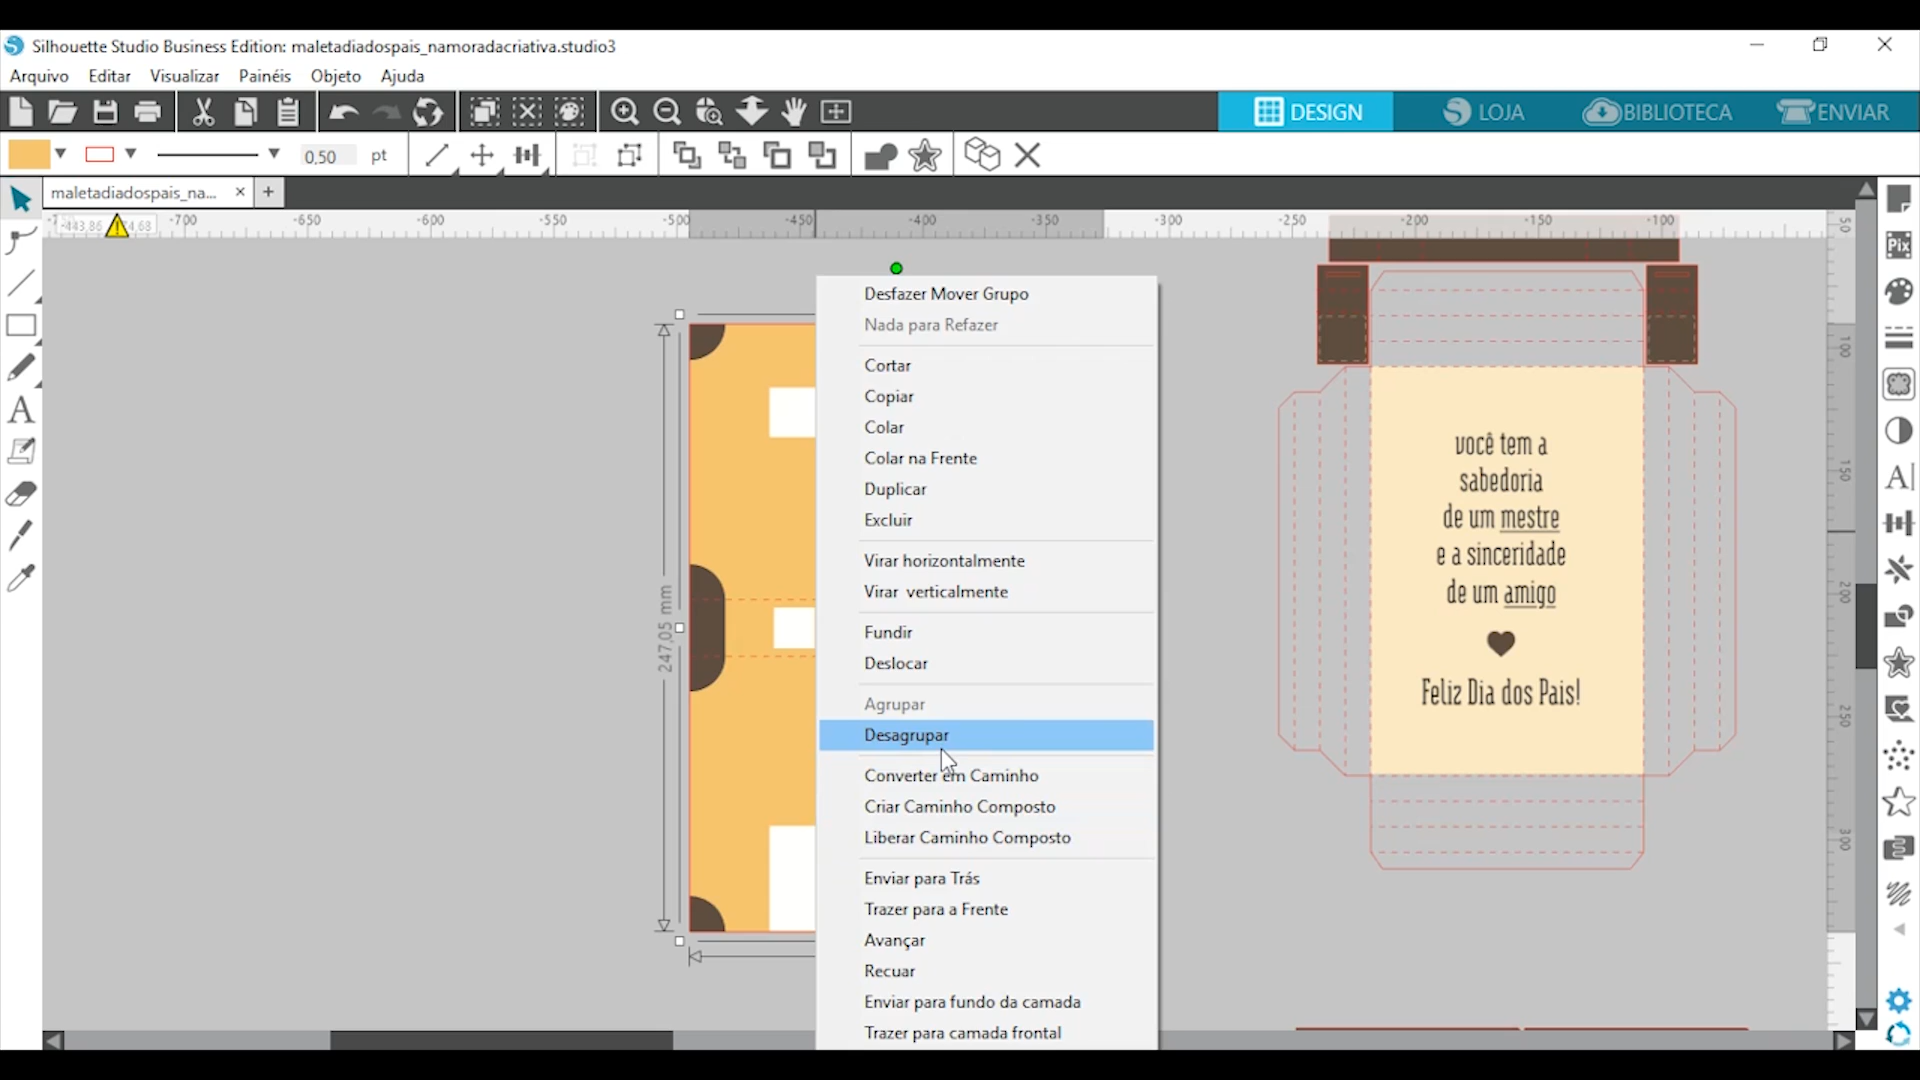 Silhouette Studio Business Edition: maletadiadospais_namoradacriativa.studio3
Arquivo Editar Visualizar Painéis Objeto Ajuda
DESIGN LOJA BIBLIOTECA ENVIAR
0,50 pt
maletadiadospais_na...
-700 -650 -600 -550 -500 -450 -400 -350 -300 -250 -200 -150 -100
50
100
150
200
250
300
247,05 mm
Desfazer Mover Grupo
Nada para Refazer
Cortar
Copiar
Colar
Colar na Frente
Duplicar
Excluir
Virar horizontalmente
Virar verticalmente
Fundir
Deslocar
Agrupar
Desagrupar
Converter em Caminho
Criar Caminho Composto
Liberar Caminho Composto
Enviar para Trás
Trazer para a Frente
Avançar
Recuar
Enviar para fundo da camada
Trazer para camada frontal
você tem a
sabedoria
de um mestre
e a sinceridade
de um amigo
Feliz Dia dos Pais!
Pix